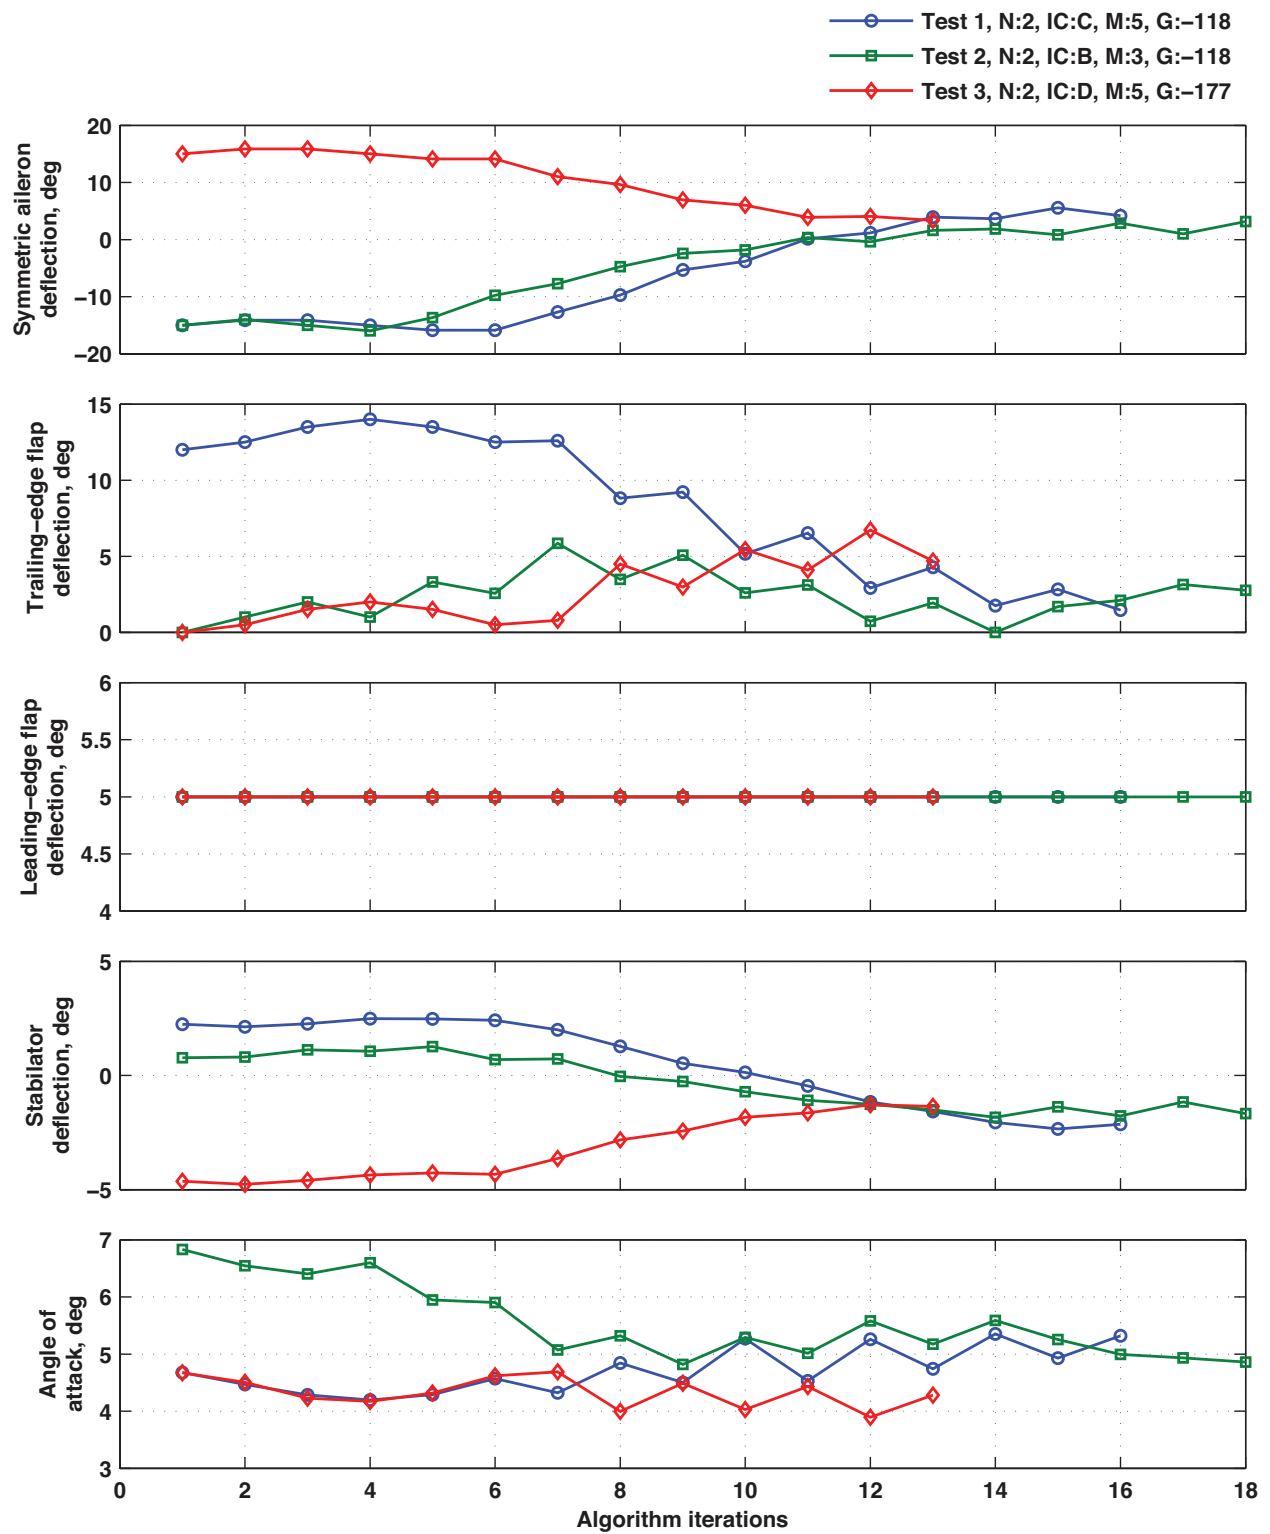 Test 1, N:2, IC:C, M:5, G:−118
Test 2, N:2, IC:B, M:3, G:−118
Test 3, N:2, IC:D, M:5, G:−177
Symmetric aileron
deflection, deg
20
10
0
−10
−20
Trailing−edge flap
deflection, deg
15
10
5
0
Leading−edge flap
deflection, deg
6
5.5
5
4.5
4
Stabilator
deflection, deg
5
0
−5
Angle of
attack, deg
7
6
5
4
3
0 2 4 6 8 10 12 14 16 18
Algorithm iterations